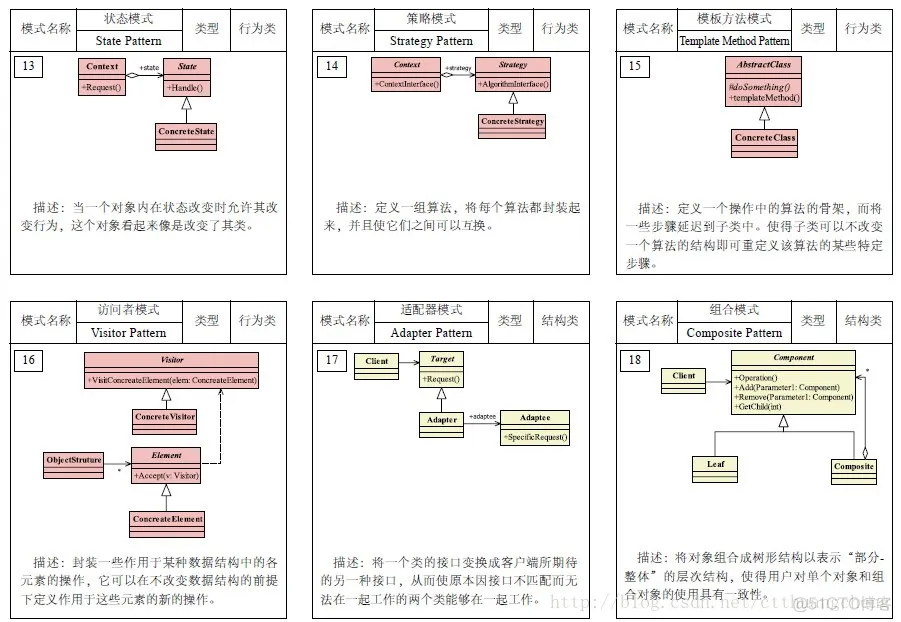 模式名称
状态模式
State Pattern
类型
行为类
13
Context
+Request()
+state
State
+Handle()
ConcreteState
描述：当一个对象内在状态改变时允许其改
变行为，这个对象看起来像是改变了其类。
模式名称
策略模式
Strategy Pattern
类型
行为类
14
Context
+ContextInterface()
+strategy
Strategy
+AlgorithmInterface()
ConcreteStrategy
描述：定义一组算法，将每个算法都封装起
来，并且使它们之间可以互换。
模式名称
模板方法模式
Template Method Pattern
类型
行为类
15
AbstractClass
#doSomething()
+templateMethod()
ConcreteClass
描述：定义一个操作中的算法的骨架，而将
一些步骤延迟到子类中。使得子类可以不改变
一个算法的结构即可重定义该算法的某些特定
步骤。
模式名称
访问者模式
Visitor Pattern
类型
行为类
16
Visitor
+VisitConcreateElement(elem: ConcreateElement)
ConcreteVisitor
ObjectStruture
*
Element
+Accept(v: Visitor)
ConcreateElement
描述：封装一些作用于某种数据结构中的各
元素的操作，它可以在不改变数据结构的前提
下定义作用于这些元素的新的操作。
模式名称
适配器模式
Adapter Pattern
类型
结构类
17
Client
Target
+Request()
Adapter
+adaptee
Adaptee
+SpecificRequest()
描述：将一个类的接口变换成客户端所期待
的另一种接口，从而使原本因接口不匹配而无
法在一起工作的两个类能够在一起工作。
模式名称
组合模式
Composite Pattern
类型
结构类
18
Client
Component
+Operation()
+Add(Parameter1: Component)
+Remove(Parameter1: Component)
+GetChild(int)
*
Leaf
Composite
描述：将对象组合成树形结构以表示“部分-
整体”的层次结构，使得用户对单个对象和组
合对象的使用具有一致性。
@51CTO博客